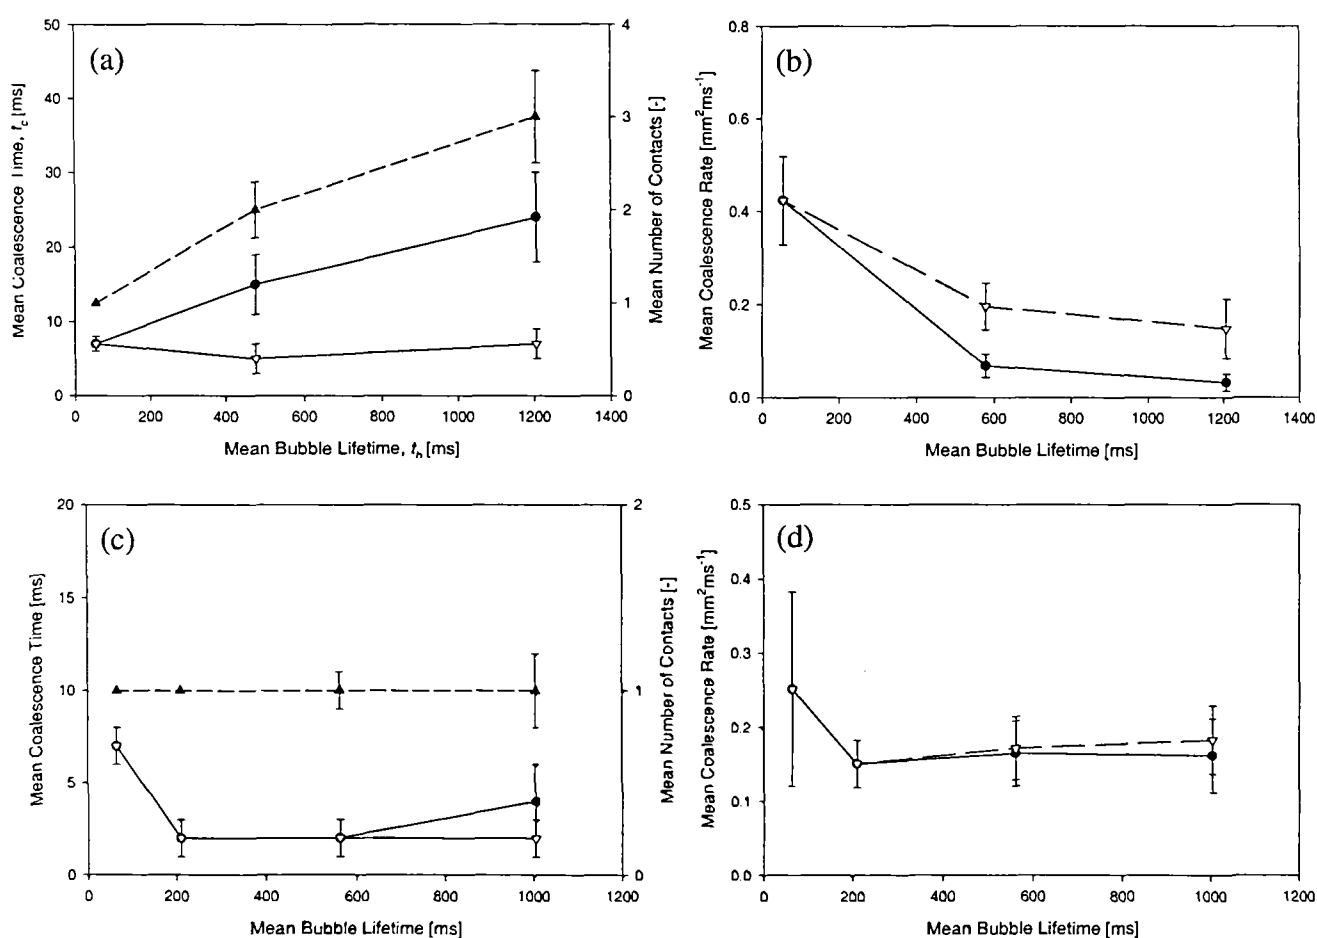 (a)
50
40
30
20
10
0
Mean Coalescence Time, t_c [ms]
4
3
2
1
0
Mean Number of Contacts [-]
0 200 400 600 800 1000 1200 1400
Mean Bubble Lifetime, t_b [ms]
(b)
0.8
0.6
0.4
0.2
0.0
Mean Coalescence Rate [mm²ms⁻¹]
0 200 400 600 800 1000 1200 1400
Mean Bubble Lifetime [ms]
(c)
20
15
10
5
0
Mean Coalescence Time [ms]
2
1
0
Mean Number of Contacts [-]
0 200 400 600 800 1000 1200
Mean Bubble Lifetime [ms]
(d)
0.5
0.4
0.3
0.2
0.1
0.0
Mean Coalescence Rate [mm²ms⁻¹]
0 200 400 600 800 1000 1200
Mean Bubble Lifetime [ms]